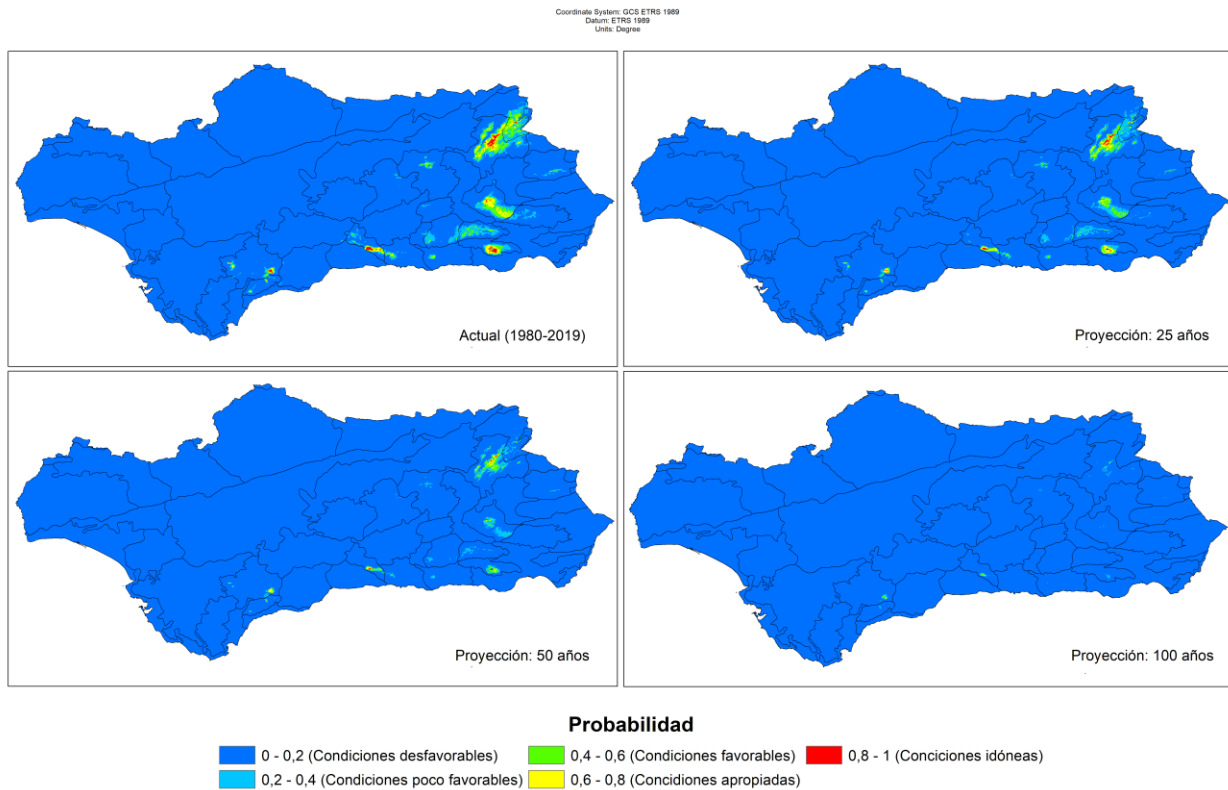 Coordinate System: GCS ETRS 1989
Datum: ETRS 1989
Units: Degree
Actual (1980-2019)
Proyección: 25 años
Proyección: 50 años
Proyección: 100 años
Probabilidad
0 - 0,2 (Condiciones desfavorables)
0,4 - 0,6 (Condiciones favorables)
0,8 - 1 (Conciciones idóneas)
0,2 - 0,4 (Condiciones poco favorables)
0,6 - 0,8 (Concidiones apropiadas)